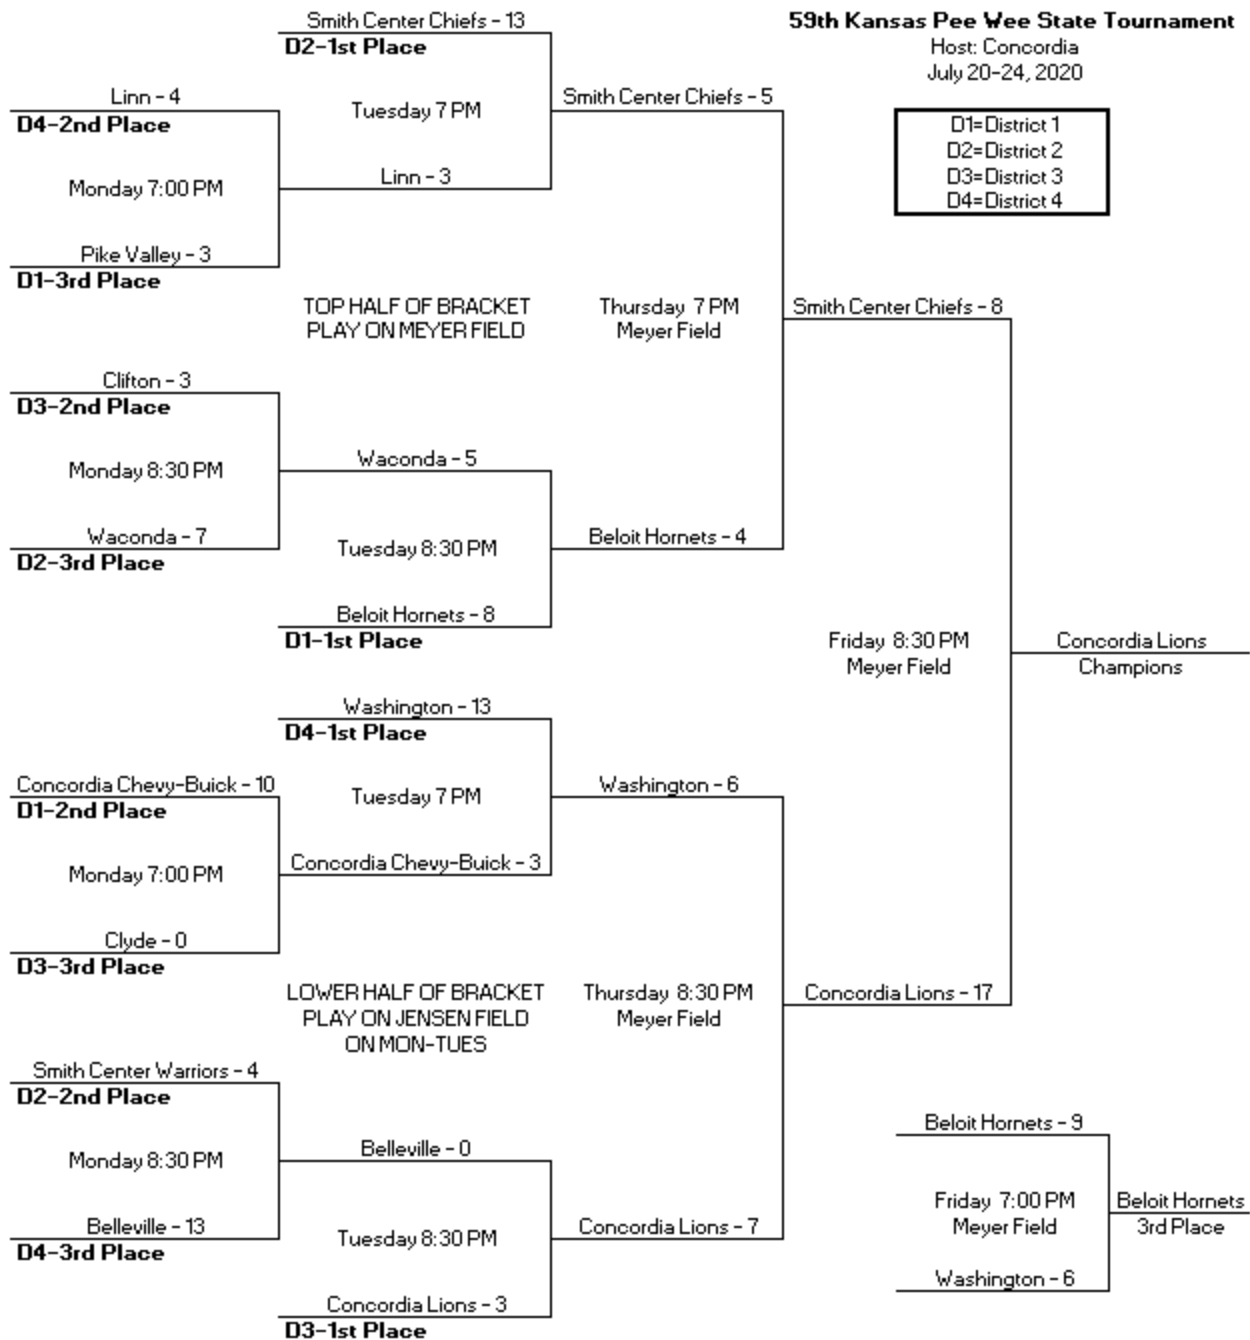 59th Kansas Pee Wee State Tournament
Host: Concordia
July 20-24, 2020
D1=District 1
D2=District 2
D3=District 3
D4=District 4
Smith Center Chiefs - 13
D2-1st Place
Linn - 4
D4-2nd Place
Tuesday 7 PM
Smith Center Chiefs - 5
Monday 7:00 PM
Linn - 3
Pike Valley - 3
D1-3rd Place
TOP HALF OF BRACKET
PLAY ON MEYER FIELD
Thursday 7 PM
Meyer Field
Smith Center Chiefs - 8
Clifton - 3
D3-2nd Place
Monday 8:30 PM
Waconda - 5
Waconda - 7
D2-3rd Place
Tuesday 8:30 PM
Beloit Hornets - 4
Beloit Hornets - 8
D1-1st Place
Friday 8:30 PM
Meyer Field
Concordia Lions
Champions
Washington - 13
D4-1st Place
Concordia Chevy-Buick - 10
D1-2nd Place
Tuesday 7 PM
Washington - 6
Monday 7:00 PM
Concordia Chevy-Buick - 3
Clyde - 0
D3-3rd Place
LOWER HALF OF BRACKET
PLAY ON JENSEN FIELD
ON MON-TUES
Thursday 8:30 PM
Meyer Field
Concordia Lions - 17
Smith Center Warriors - 4
D2-2nd Place
Monday 8:30 PM
Belleville - 0
Belleville - 13
D4-3rd Place
Tuesday 8:30 PM
Concordia Lions - 7
Concordia Lions - 3
D3-1st Place
Beloit Hornets - 9
Friday 7:00 PM
Meyer Field
Beloit Hornets
3rd Place
Washington - 6